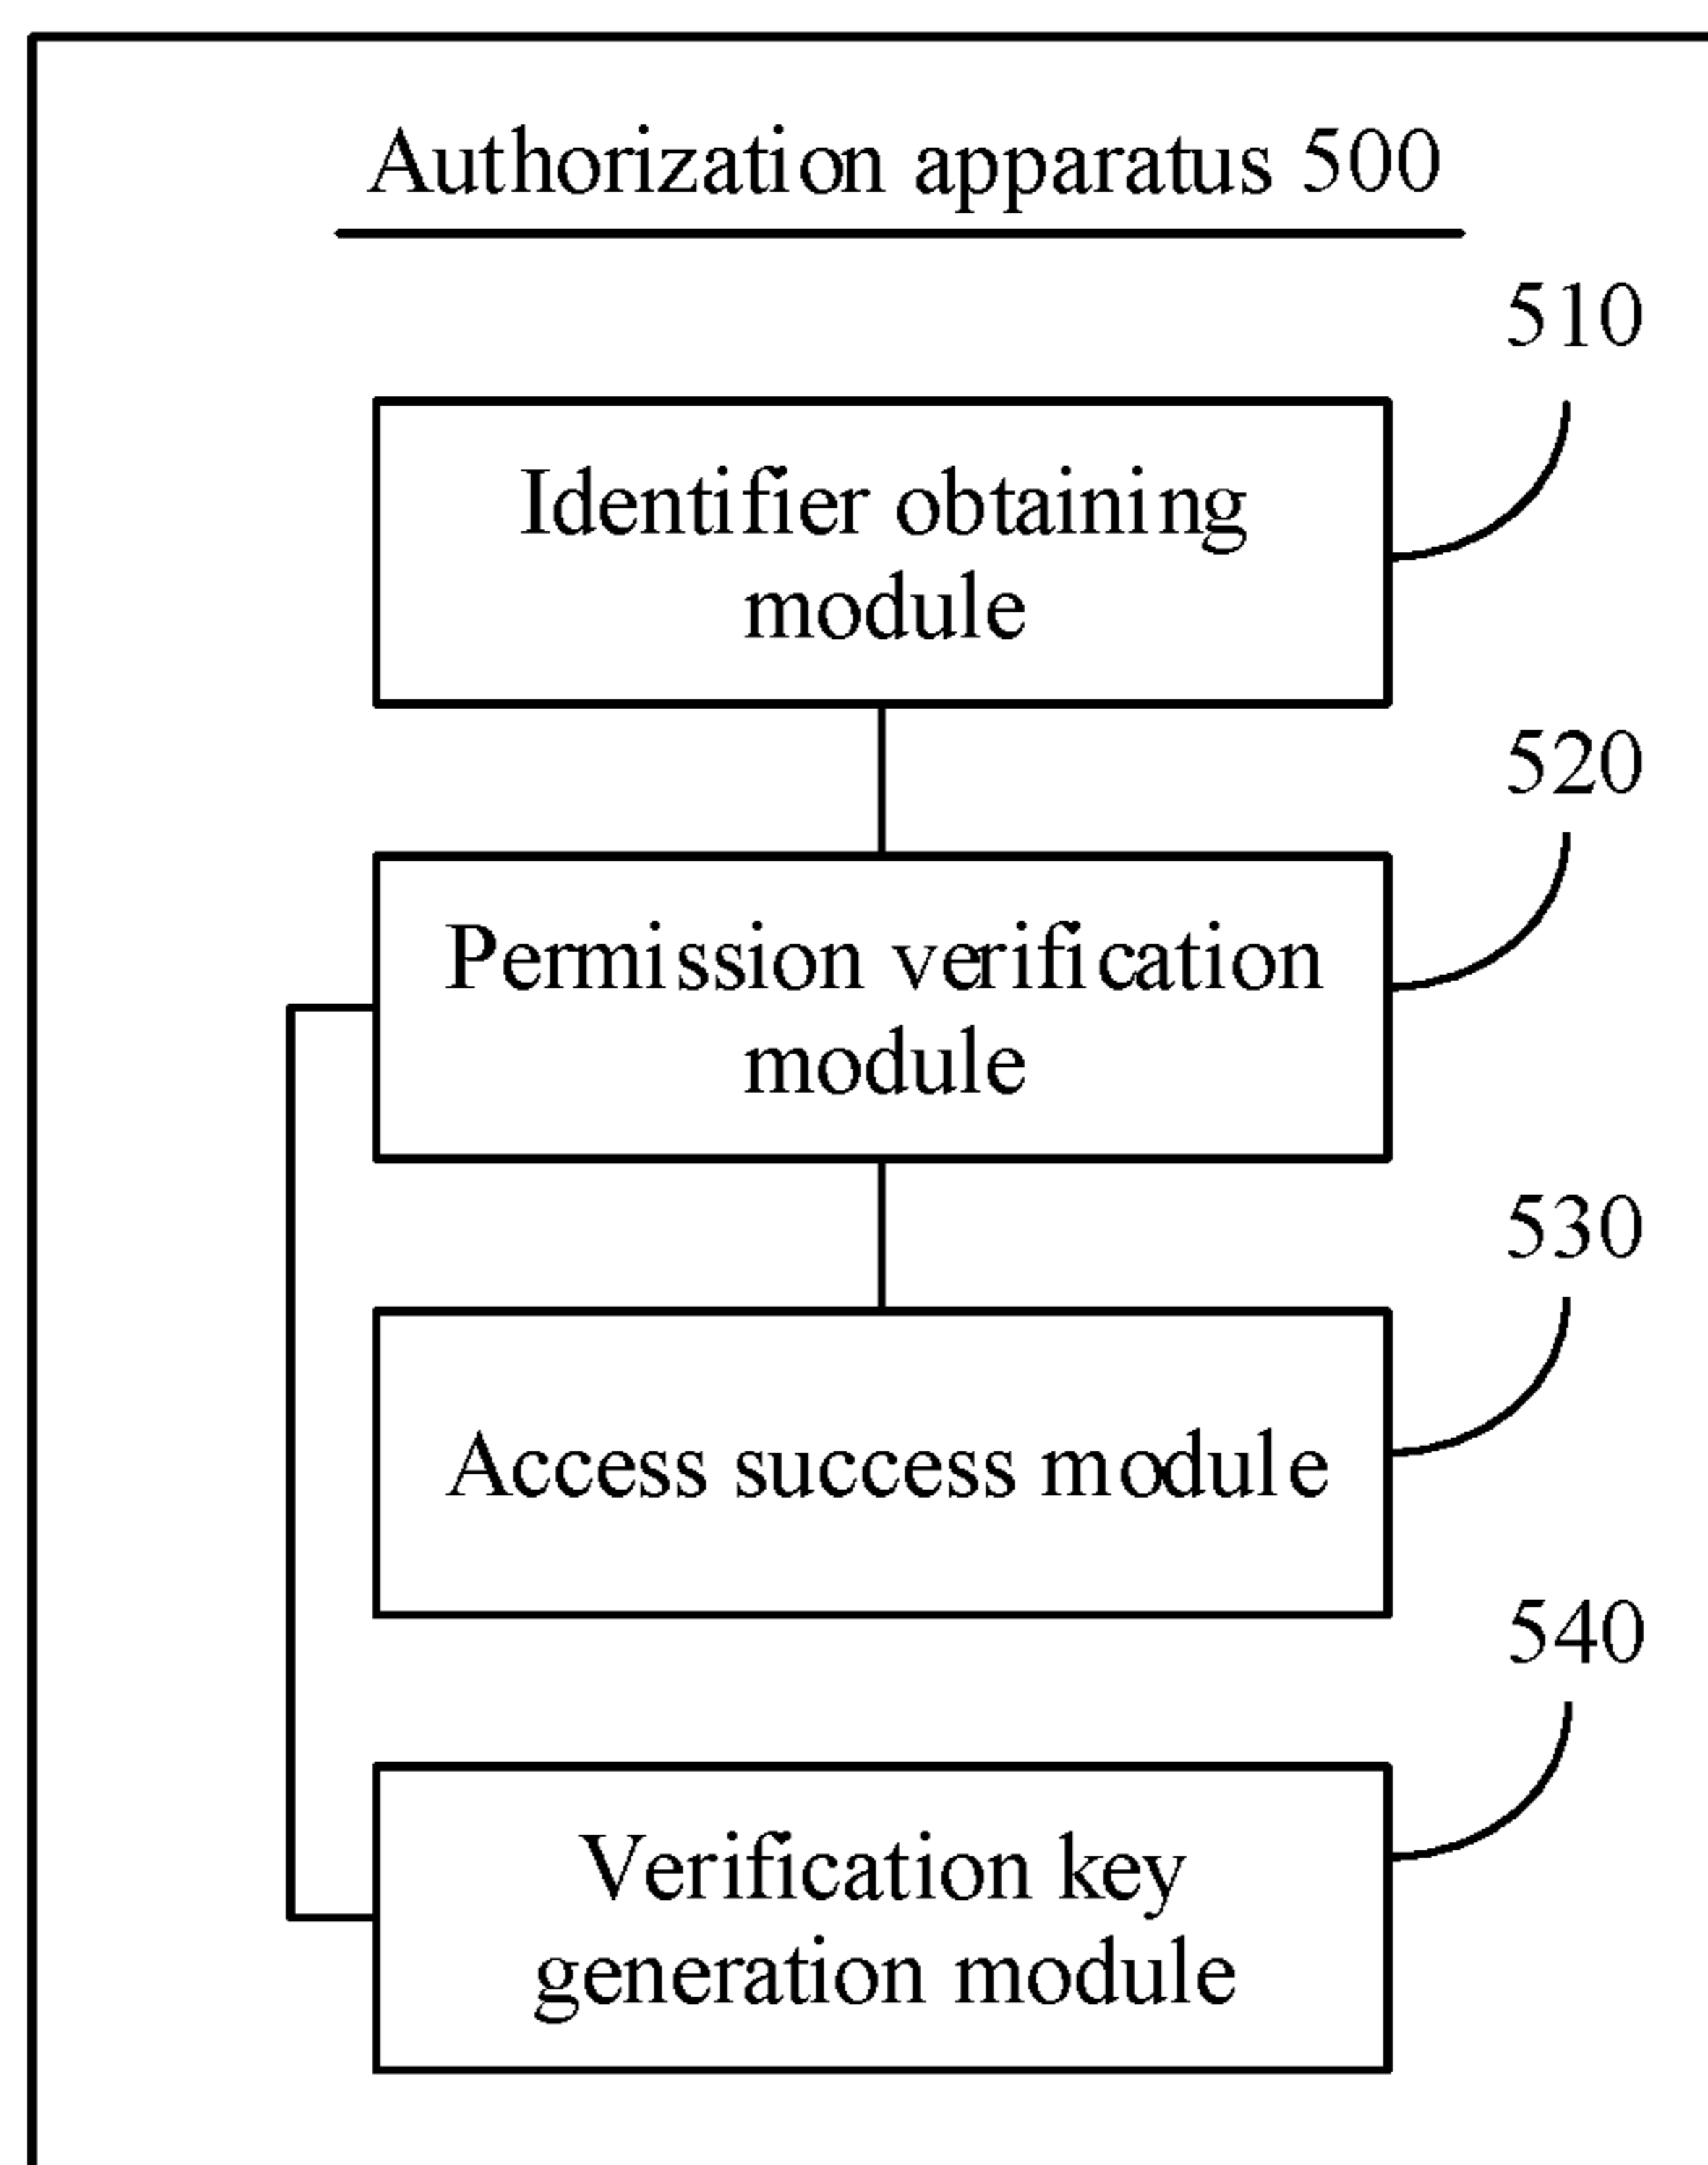 Authorization apparatus 500
510
Identifier obtaining
module
520
Permission verification
module
530
Access success module
540
Verification key
generation module